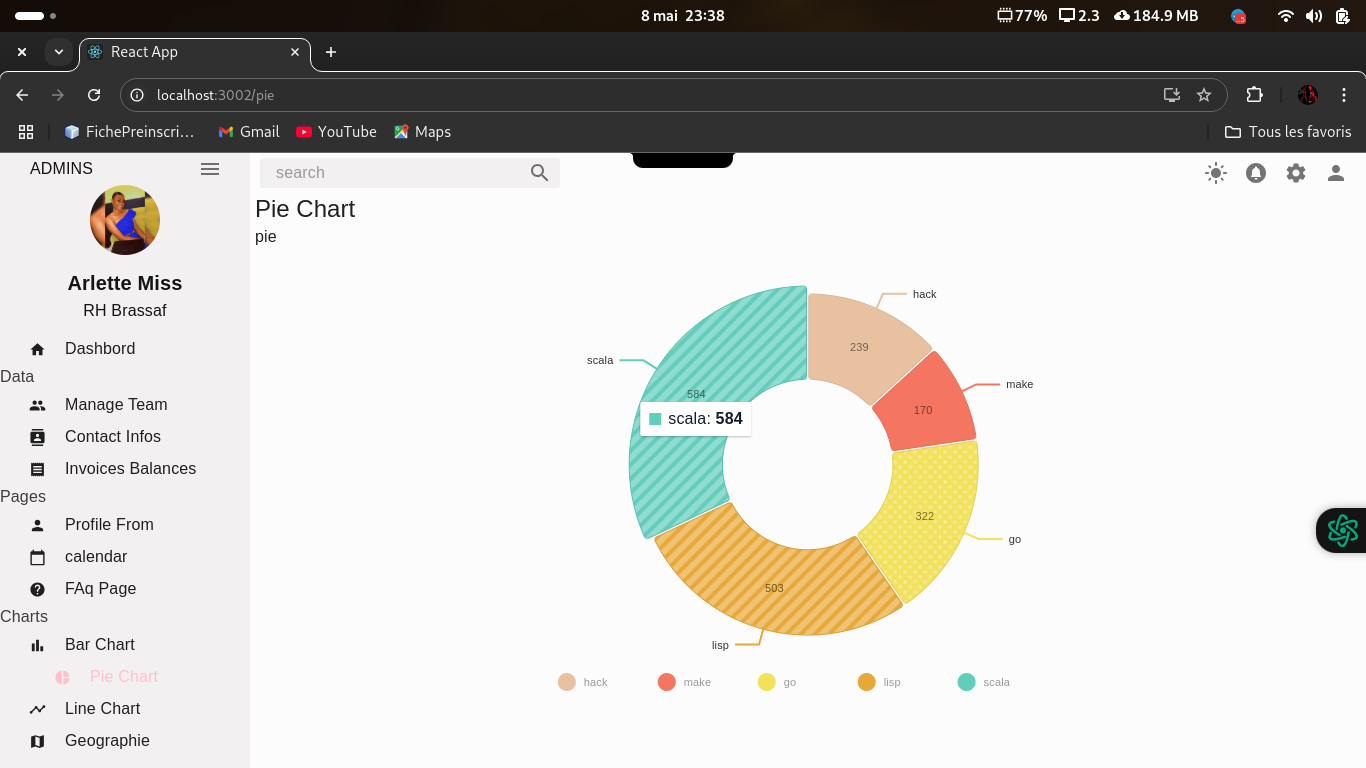 8 mai 23:38
77% 2.3 184.9 MB
React App
localhost:3002/pie
FichePreinscri… Gmail YouTube Maps Tous les favoris
ADMINS
search
Pie Chart
pie
Arlette Miss
RH Brassaf
Dashbord
Data
Manage Team
Contact Infos
Invoices Balances
Pages
Profile From
calendar
FAq Page
Charts
Bar Chart
Pie Chart
Line Chart
Geographie
hack
239
scala
make
584
170
scala: 584
322
go
503
lisp
hack make go lisp scala